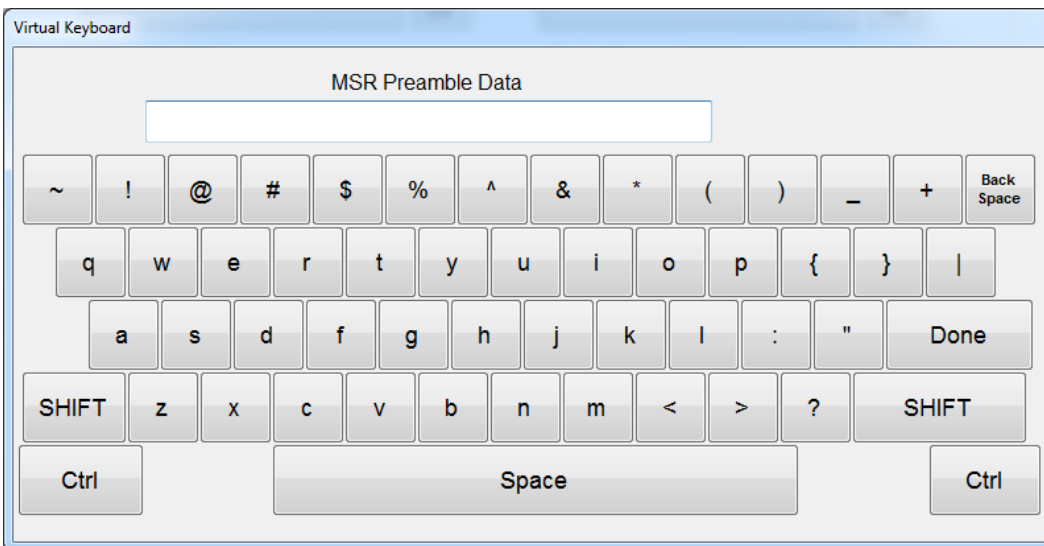 Virtual Keyboard
MSR Preamble Data
~ ! @ # $ % ^ & * ( ) _ + Back Space
q w e r t y u i o p { } |
a s d f g h j k l : " Done
SHIFT z x c v b n m < > ? SHIFT
Ctrl Space Ctrl